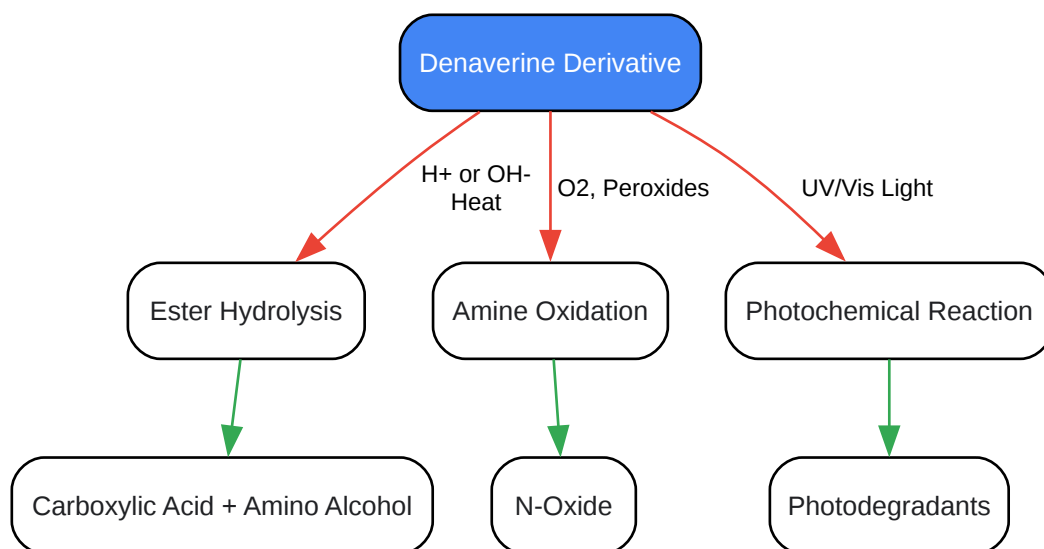 Denaverine Derivative
H+ or OH-
Heat
O2, Peroxides
UV/Vis Light
Ester Hydrolysis
Amine Oxidation
Photochemical Reaction
Carboxylic Acid + Amino Alcohol
N-Oxide
Photodegradants